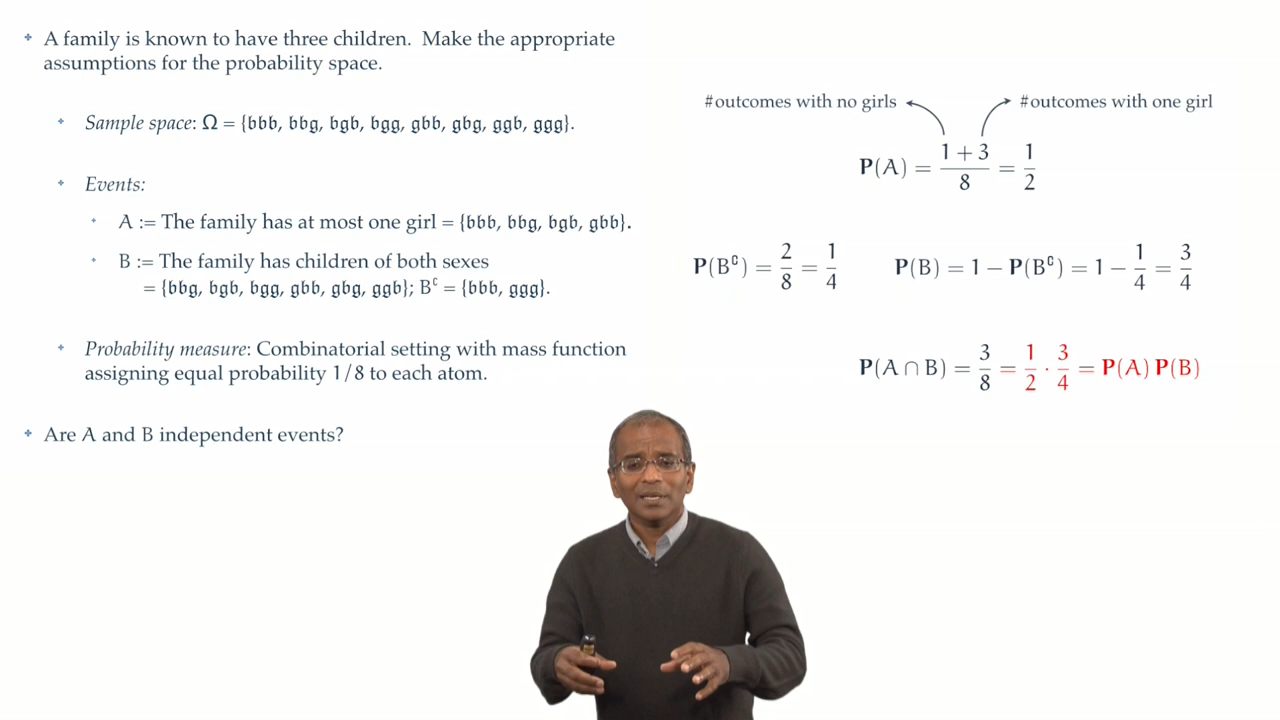 A family is known to have three children. Make the appropriate
assumptions for the probability space.
Sample space: Ω = {bbb, bbg, bgb, bgg, gbb, gbg, ggb, ggg}.
Events:
A := The family has at most one girl = {bbb, bbg, bgb, gbb}.
B := The family has children of both sexes
= {bbg, bgb, bgg, gbb, gbg, ggb}; Bᶜ = {bbb, ggg}.
Probability measure: Combinatorial setting with mass function
assigning equal probability 1/8 to each atom.
Are A and B independent events?
#outcomes with no girls #outcomes with one girl
P(A) = (1 + 3)/8 = 1/2
P(Bᶜ) = 2/8 = 1/4 P(B) = 1 − P(Bᶜ) = 1 − 1/4 = 3/4
P(A ∩ B) = 3/8 = 1/2 · 3/4 = P(A) P(B)